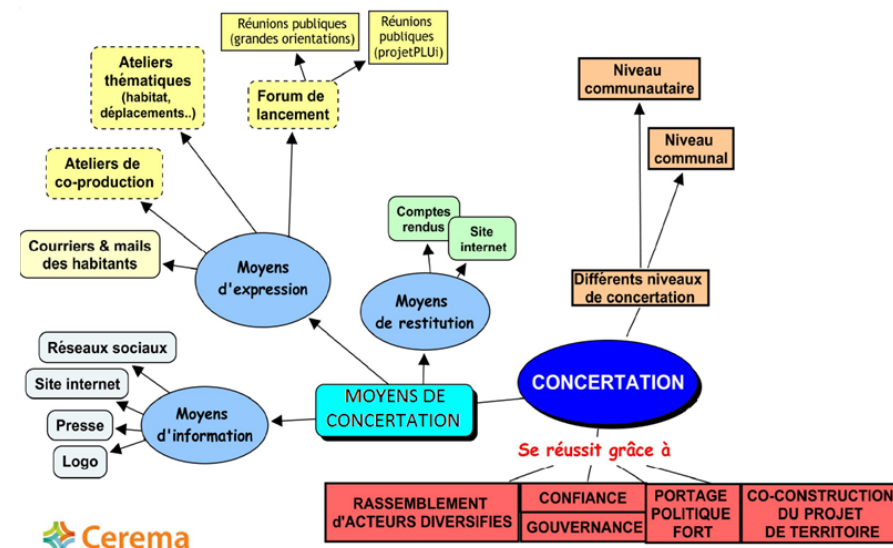 Réunions publiques
(grandes orientations)
Réunions
publiques
(projetPLUi)
Ateliers
thématiques
(habitat,
déplacements..)
Forum de
lancement
Niveau
communautaire
Niveau
communal
Ateliers de
co-production
Comptes
rendus
Site
internet
Courriers & mails
des habitants
Moyens
d'expression
Moyens
de restitution
Différents niveaux
de concertation
Réseaux sociaux
Site internet
Presse
Logo
Moyens
d'information
MOYENS DE
CONCERTATION
CONCERTATION
Se réussit grâce à
RASSEMBLEMENT
d'ACTEURS DIVERSIFIES
CONFIANCE
GOUVERNANCE
PORTAGE
POLITIQUE
FORT
CO-CONSTRUCTION
DU PROJET
DE TERRITOIRE
Cerema